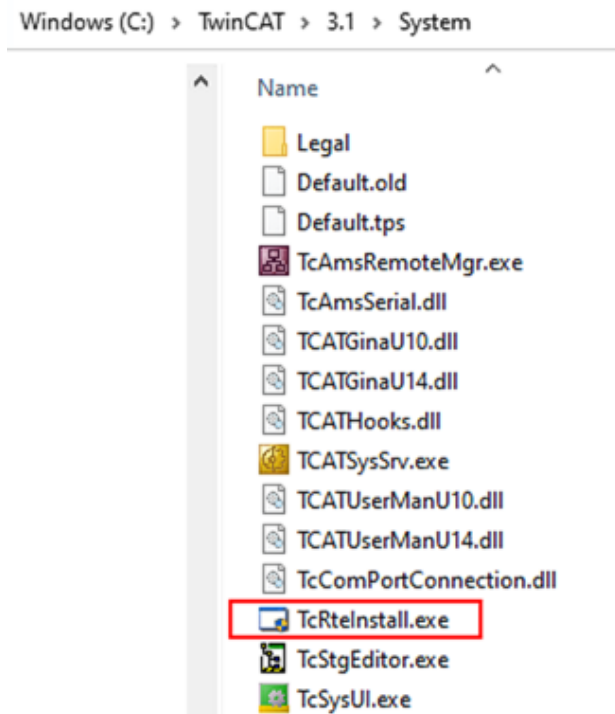 Windows (C:) > TwinCAT > 3.1 > System
Name
Legal
Default.old
Default.tps
TcAmsRemoteMgr.exe
TcAmsSerial.dll
TCATGinaU10.dll
TCATGinaU14.dll
TCATHooks.dll
TCATSysSrv.exe
TCATUserManU10.dll
TCATUserManU14.dll
TcComPortConnection.dll
TcRteInstall.exe
TcStgEditor.exe
TcSysUI.exe